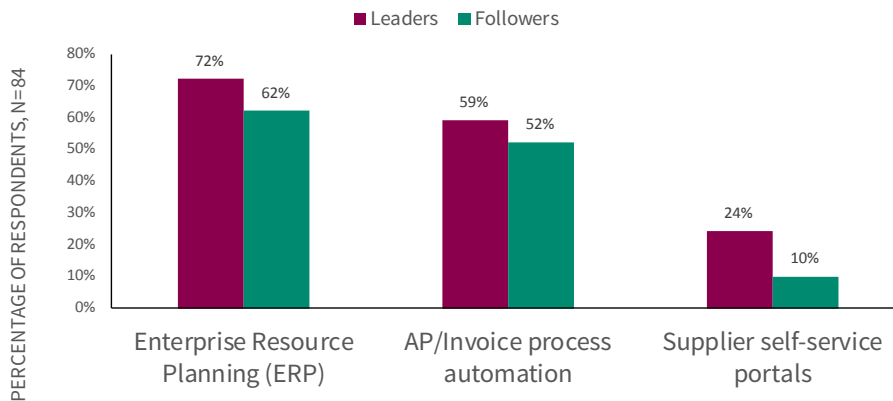 Leaders Followers
PERCENTAGE OF RESPONDENTS, N=84
80%
70%
60%
50%
40%
30%
20%
10%
0%
72%
62%
59%
52%
24%
10%
Enterprise Resource
Planning (ERP)
AP/Invoice process
automation
Supplier self-service
portals